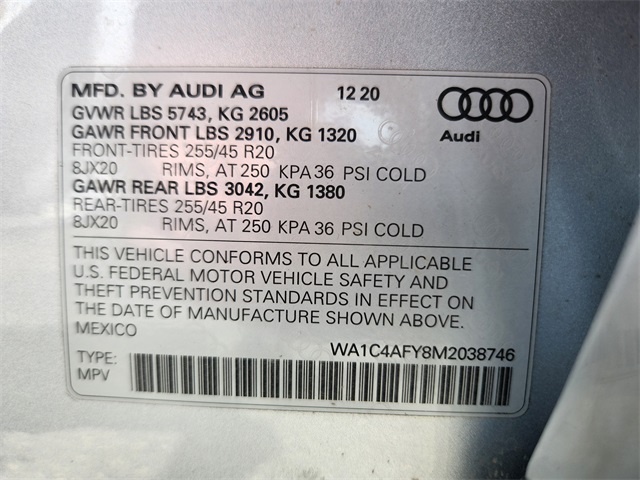 MFD. BY AUDI AG 12 20
GVWR LBS 5743, KG 2605
GAWR FRONT LBS 2910, KG 1320
FRONT-TIRES 255/45 R20
8JX20 RIMS, AT 250 KPA 36 PSI COLD
GAWR REAR LBS 3042, KG 1380
REAR-TIRES 255/45 R20
8JX20 RIMS, AT 250 KPA 36 PSI COLD
Audi
THIS VEHICLE CONFORMS TO ALL APPLICABLE
U.S. FEDERAL MOTOR VEHICLE SAFETY AND
THEFT PREVENTION STANDARDS IN EFFECT ON
THE DATE OF MANUFACTURE SHOWN ABOVE.
MEXICO
WA1C4AFY8M2038746
TYPE:
MPV